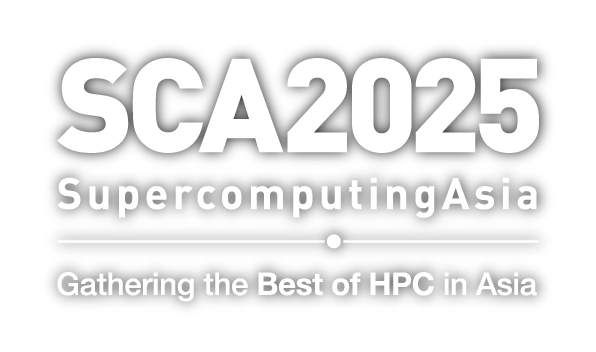 SCA2025
SupercomputingAsia
Gathering the Best of HPC in Asia